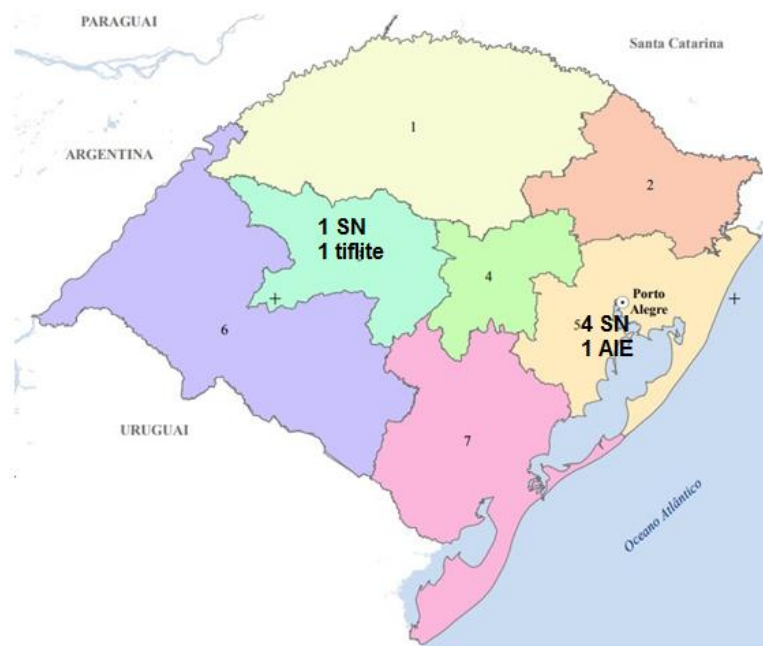 PARAGUAI
Santa Catarina
ARGENTINA
1
2
1 SN
1 tiflite
4
Porto
Alegre
6
5
4 SN
1 AIE
URUGUAI
7
Oceano Atlântico